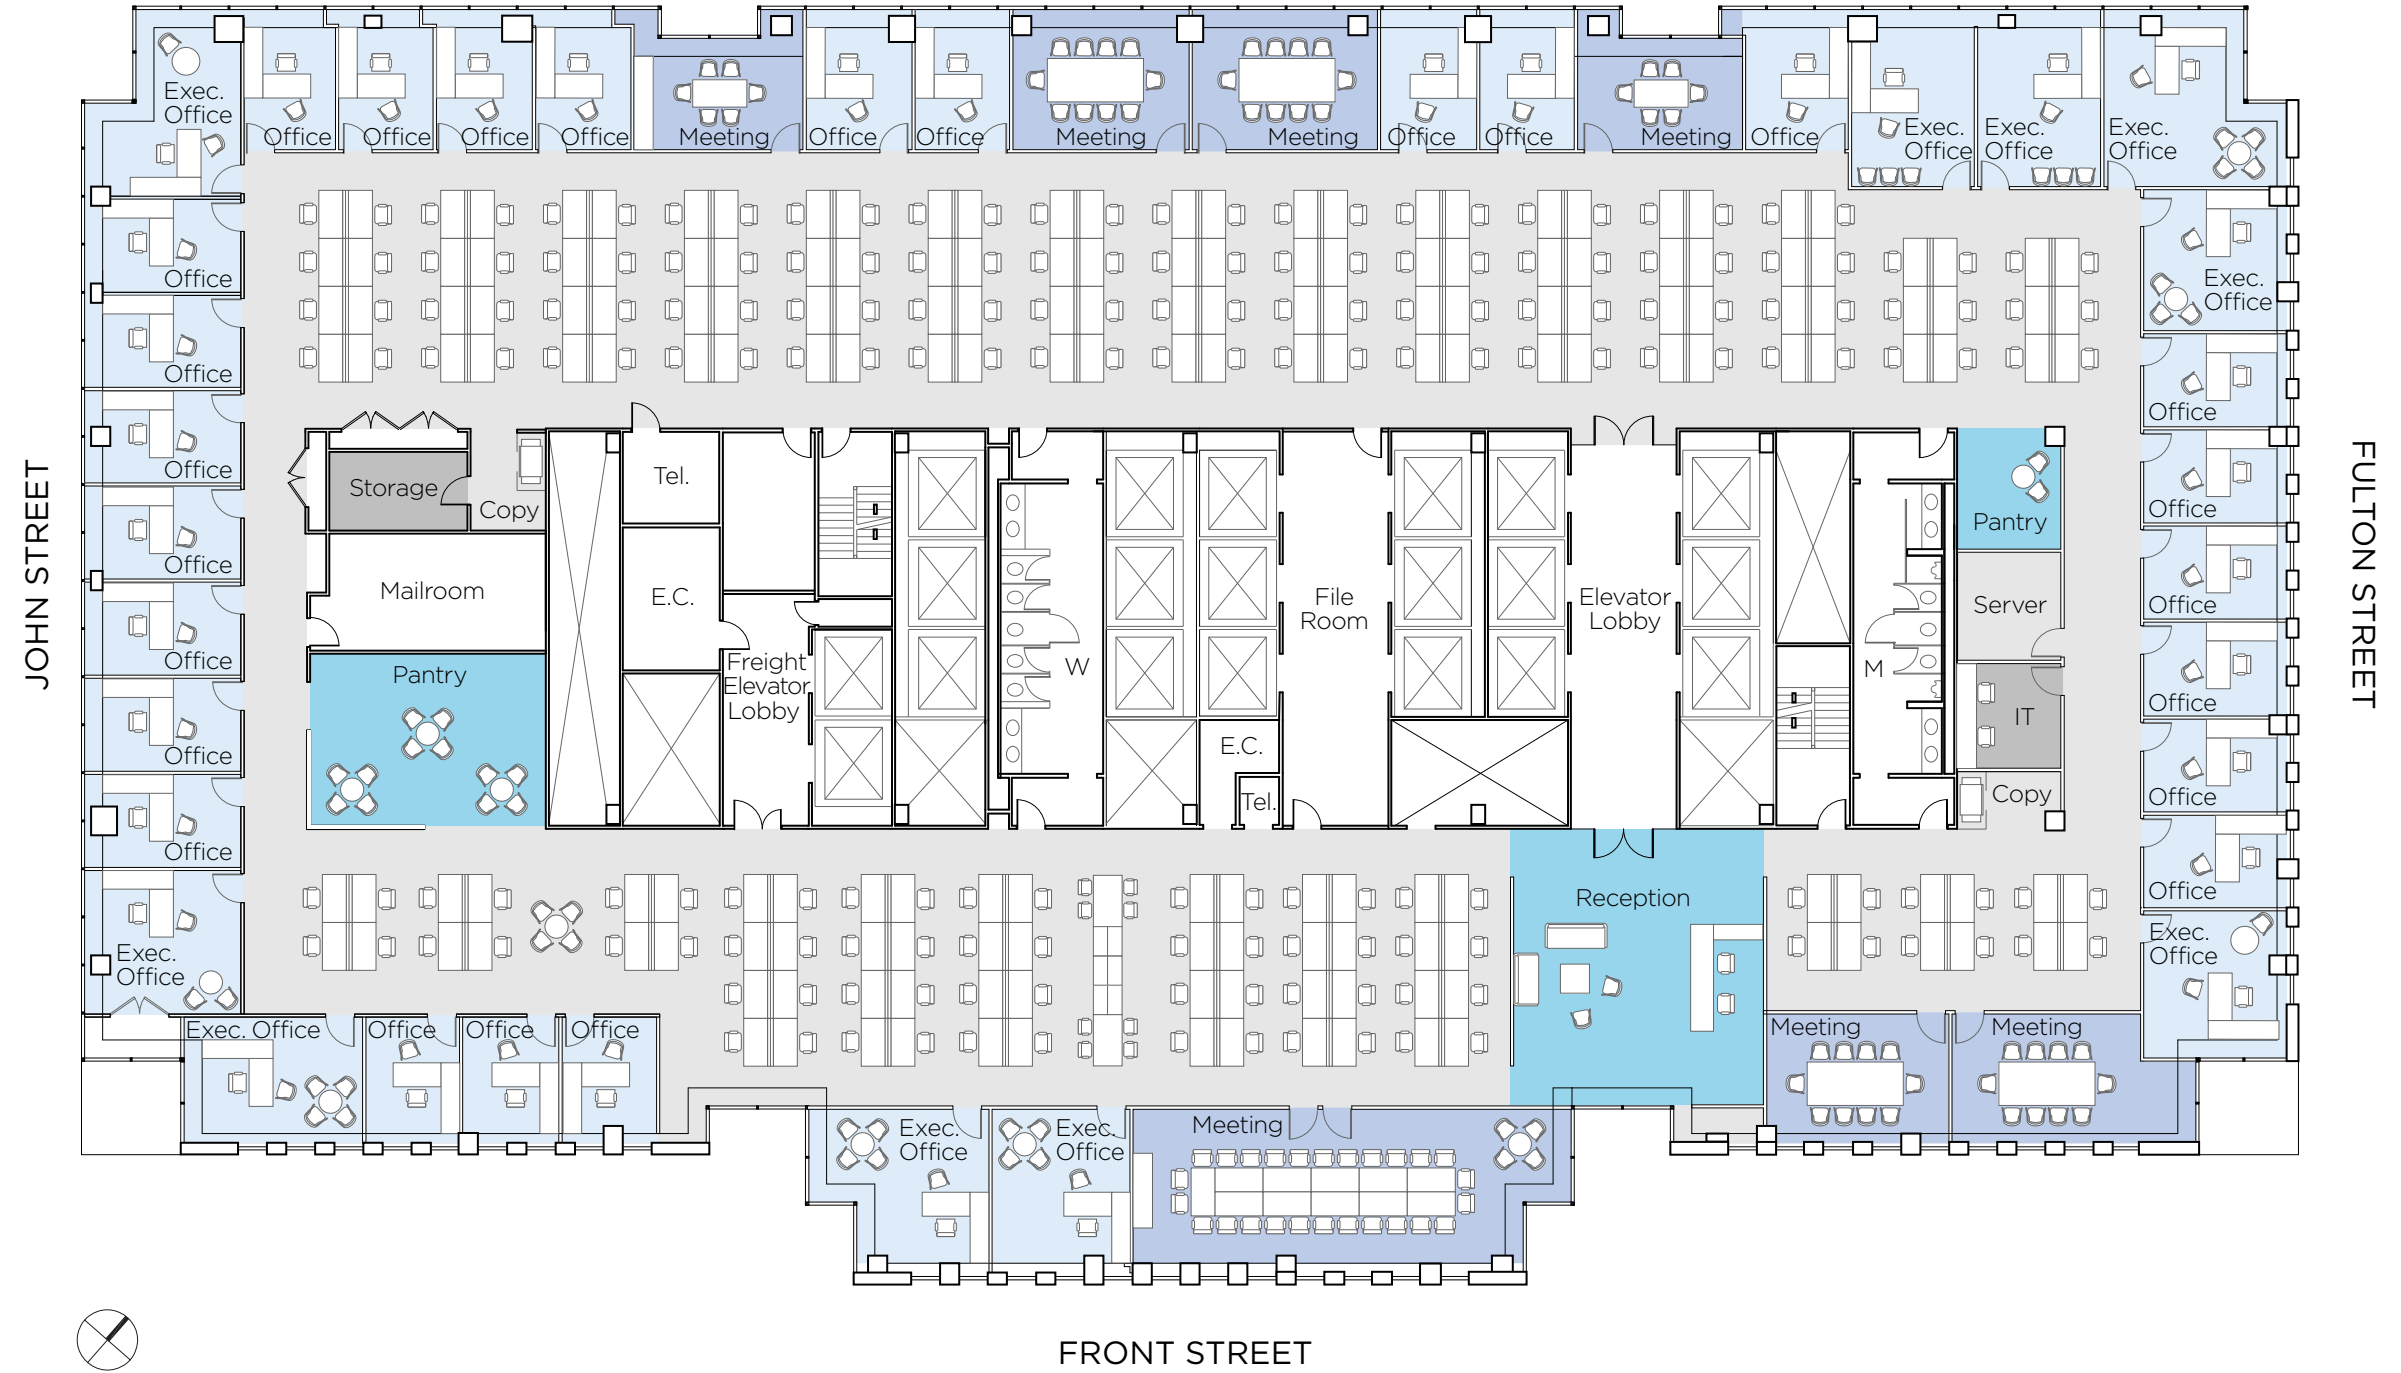 Exec.
Office
Office
Office
Office
Office
Meeting
Office
Office
Meeting
Meeting
Office
Office
Meeting
Office
Exec.
Office
Exec.
Office
Exec.
Office
Office
Exec.
Office
Office
Office
Office
Office
Office
Office
Office
Exec.
Office
Office
Office
Office
Office
Office
Office
Exec.
Office
JOHN STREET
FULTON STREET
Storage
Copy
Tel.
Mailroom
E.C.
Pantry
Freight
Elevator
Lobby
W
E.C.
Tel.
File
Room
Elevator
Lobby
M
Pantry
Server
IT
Copy
Reception
Exec. Office
Office
Office
Office
Meeting
Meeting
Exec.
Office
Exec.
Office
Meeting
FRONT STREET